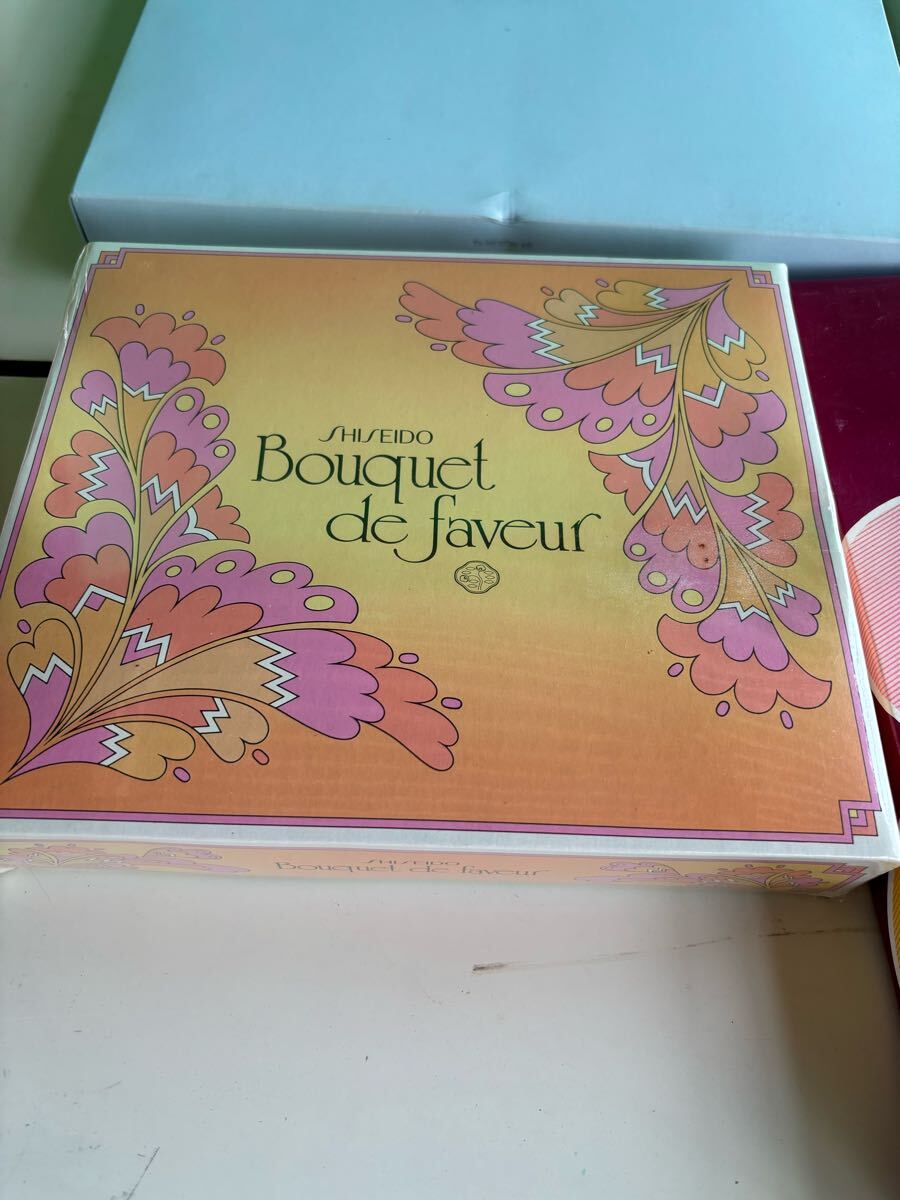 SHISEIDO
Bouquet
de faveur
SHISEIDO
Bouquet de faveur